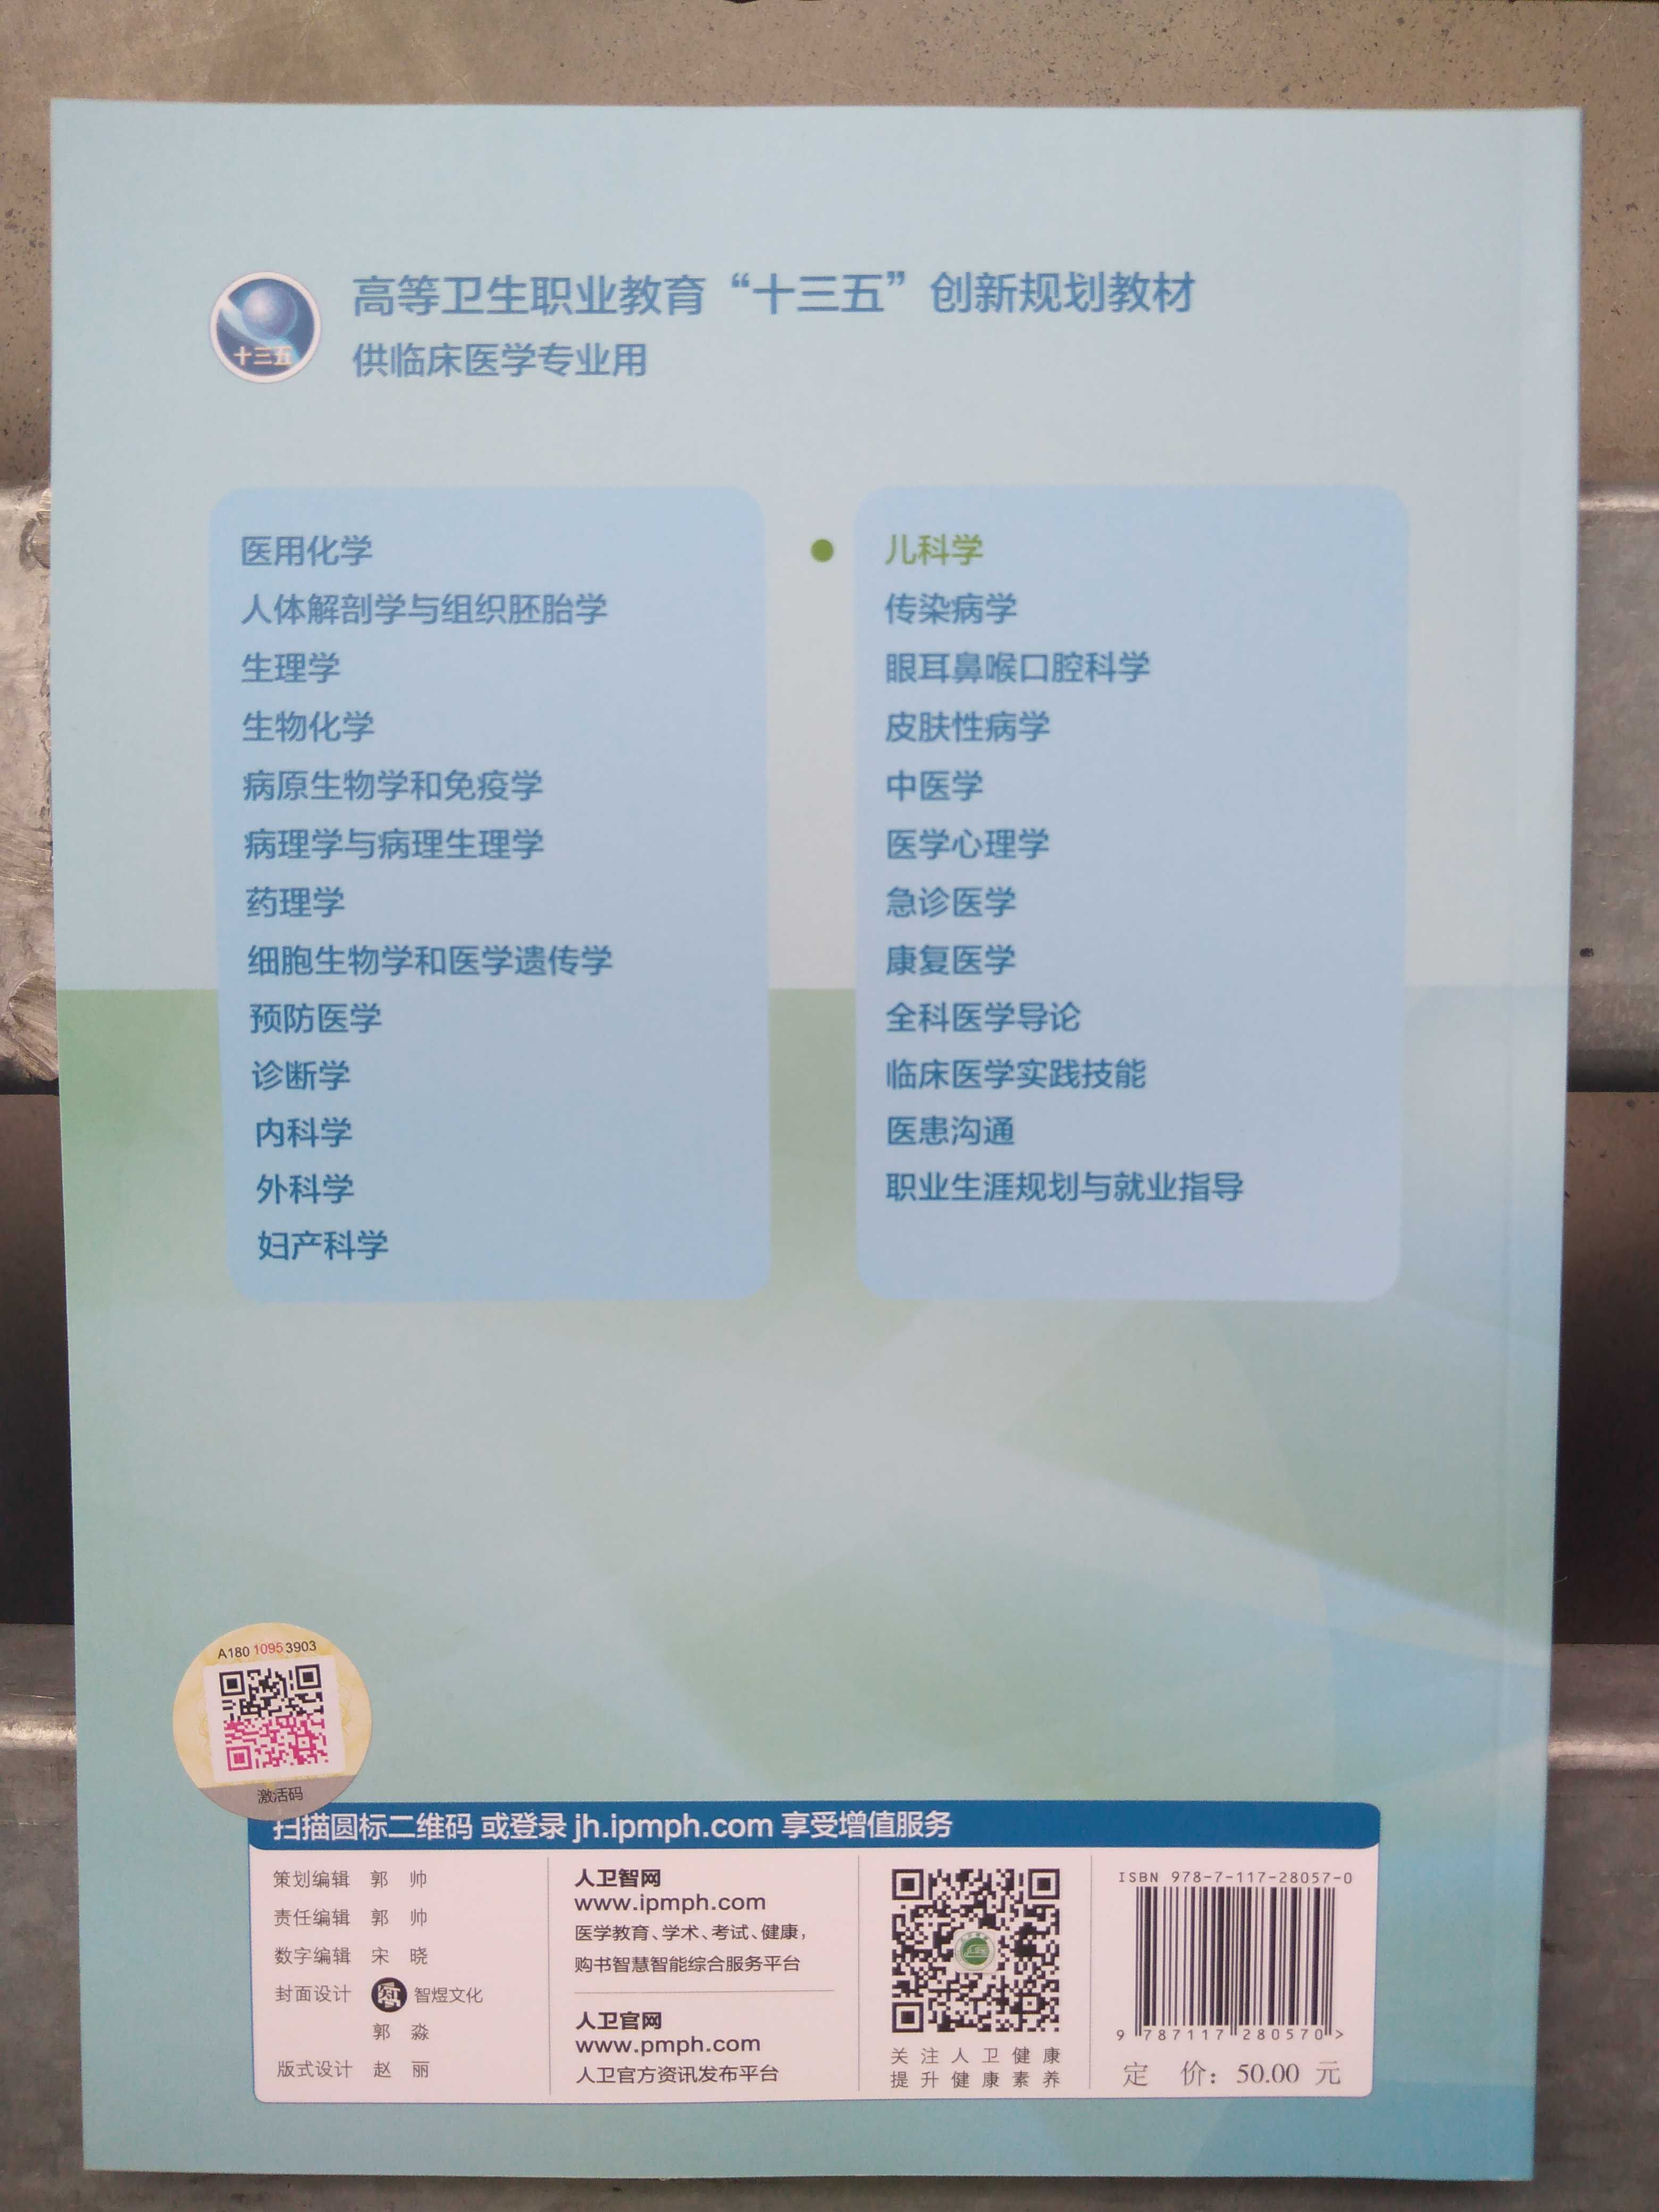 十三五
高等卫生职业教育“十三五”创新规划教材
供临床医学专业用
医用化学
人体解剖学与组织胚胎学
生理学
生物化学
病原生物学和免疫学
病理学与病理生理学
药理学
细胞生物学和医学遗传学
预防医学
诊断学
内科学
外科学
妇产科学
儿科学
传染病学
眼耳鼻喉口腔科学
皮肤性病学
中医学
医学心理学
急诊医学
康复医学
全科医学导论
临床医学实践技能
医患沟通
职业生涯规划与就业指导
A180 1095 3903
激活码
扫描圆标二维码 或登录 jh.ipmph.com 享受增值服务
策划编辑 郭 帅
责任编辑 郭 帅
数字编辑 宋 晓
封面设计 智煜文化
郭 淼
版式设计 赵 丽
人卫智网
www.ipmph.com
医学教育、学术、考试、健康，
购书智慧智能综合服务平台
人卫官网
www.pmph.com
人卫官方资讯发布平台
关注人卫健康
提升健康素养
ISBN 978-7-117-28057-0
9 787117 280570 >
定 价：50.00 元